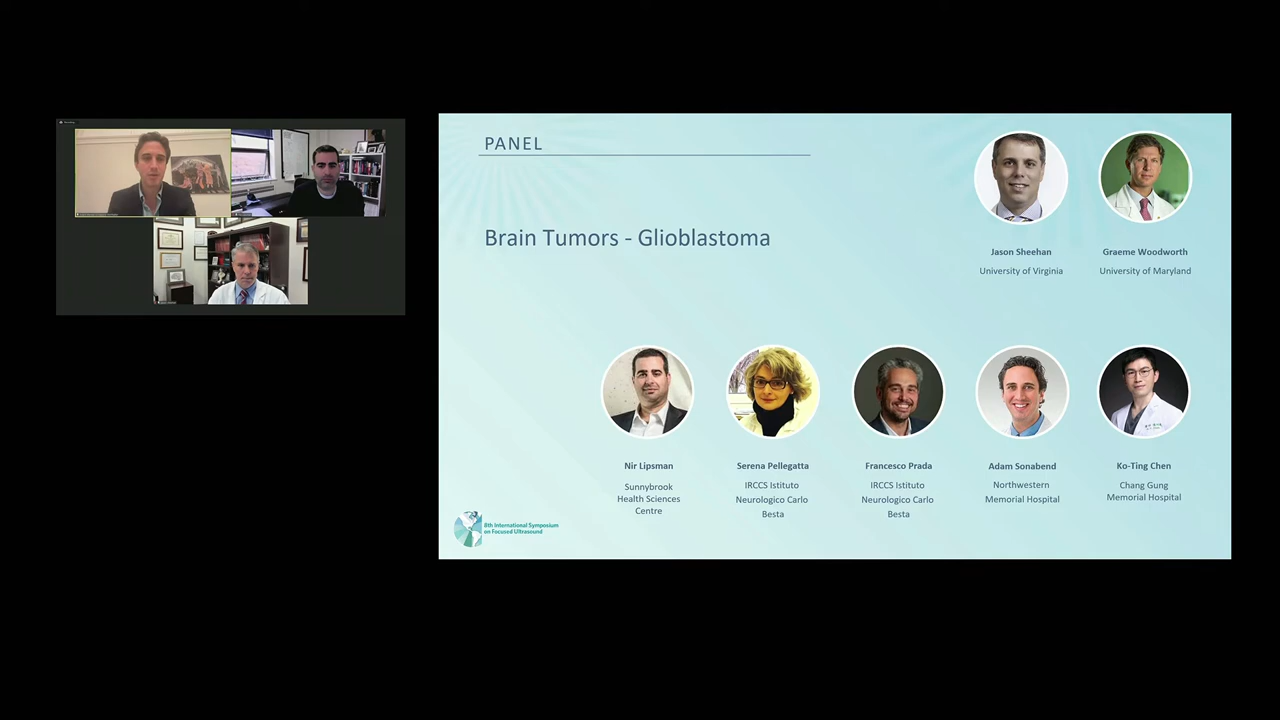 PANEL
Brain Tumors - Glioblastoma
Jason Sheehan
University of Virginia
Graeme Woodworth
University of Maryland
Nir Lipsman
Sunnybrook
Health Sciences
Centre
Serena Pellegatta
IRCCS Istituto
Neurologico Carlo
Besta
Francesco Prada
IRCCS Istituto
Neurologico Carlo
Besta
Adam Sonabend
Northwestern
Memorial Hospital
Ko-Ting Chen
Chang Gung
Memorial Hospital
8th International Symposium
on Focused Ultrasound